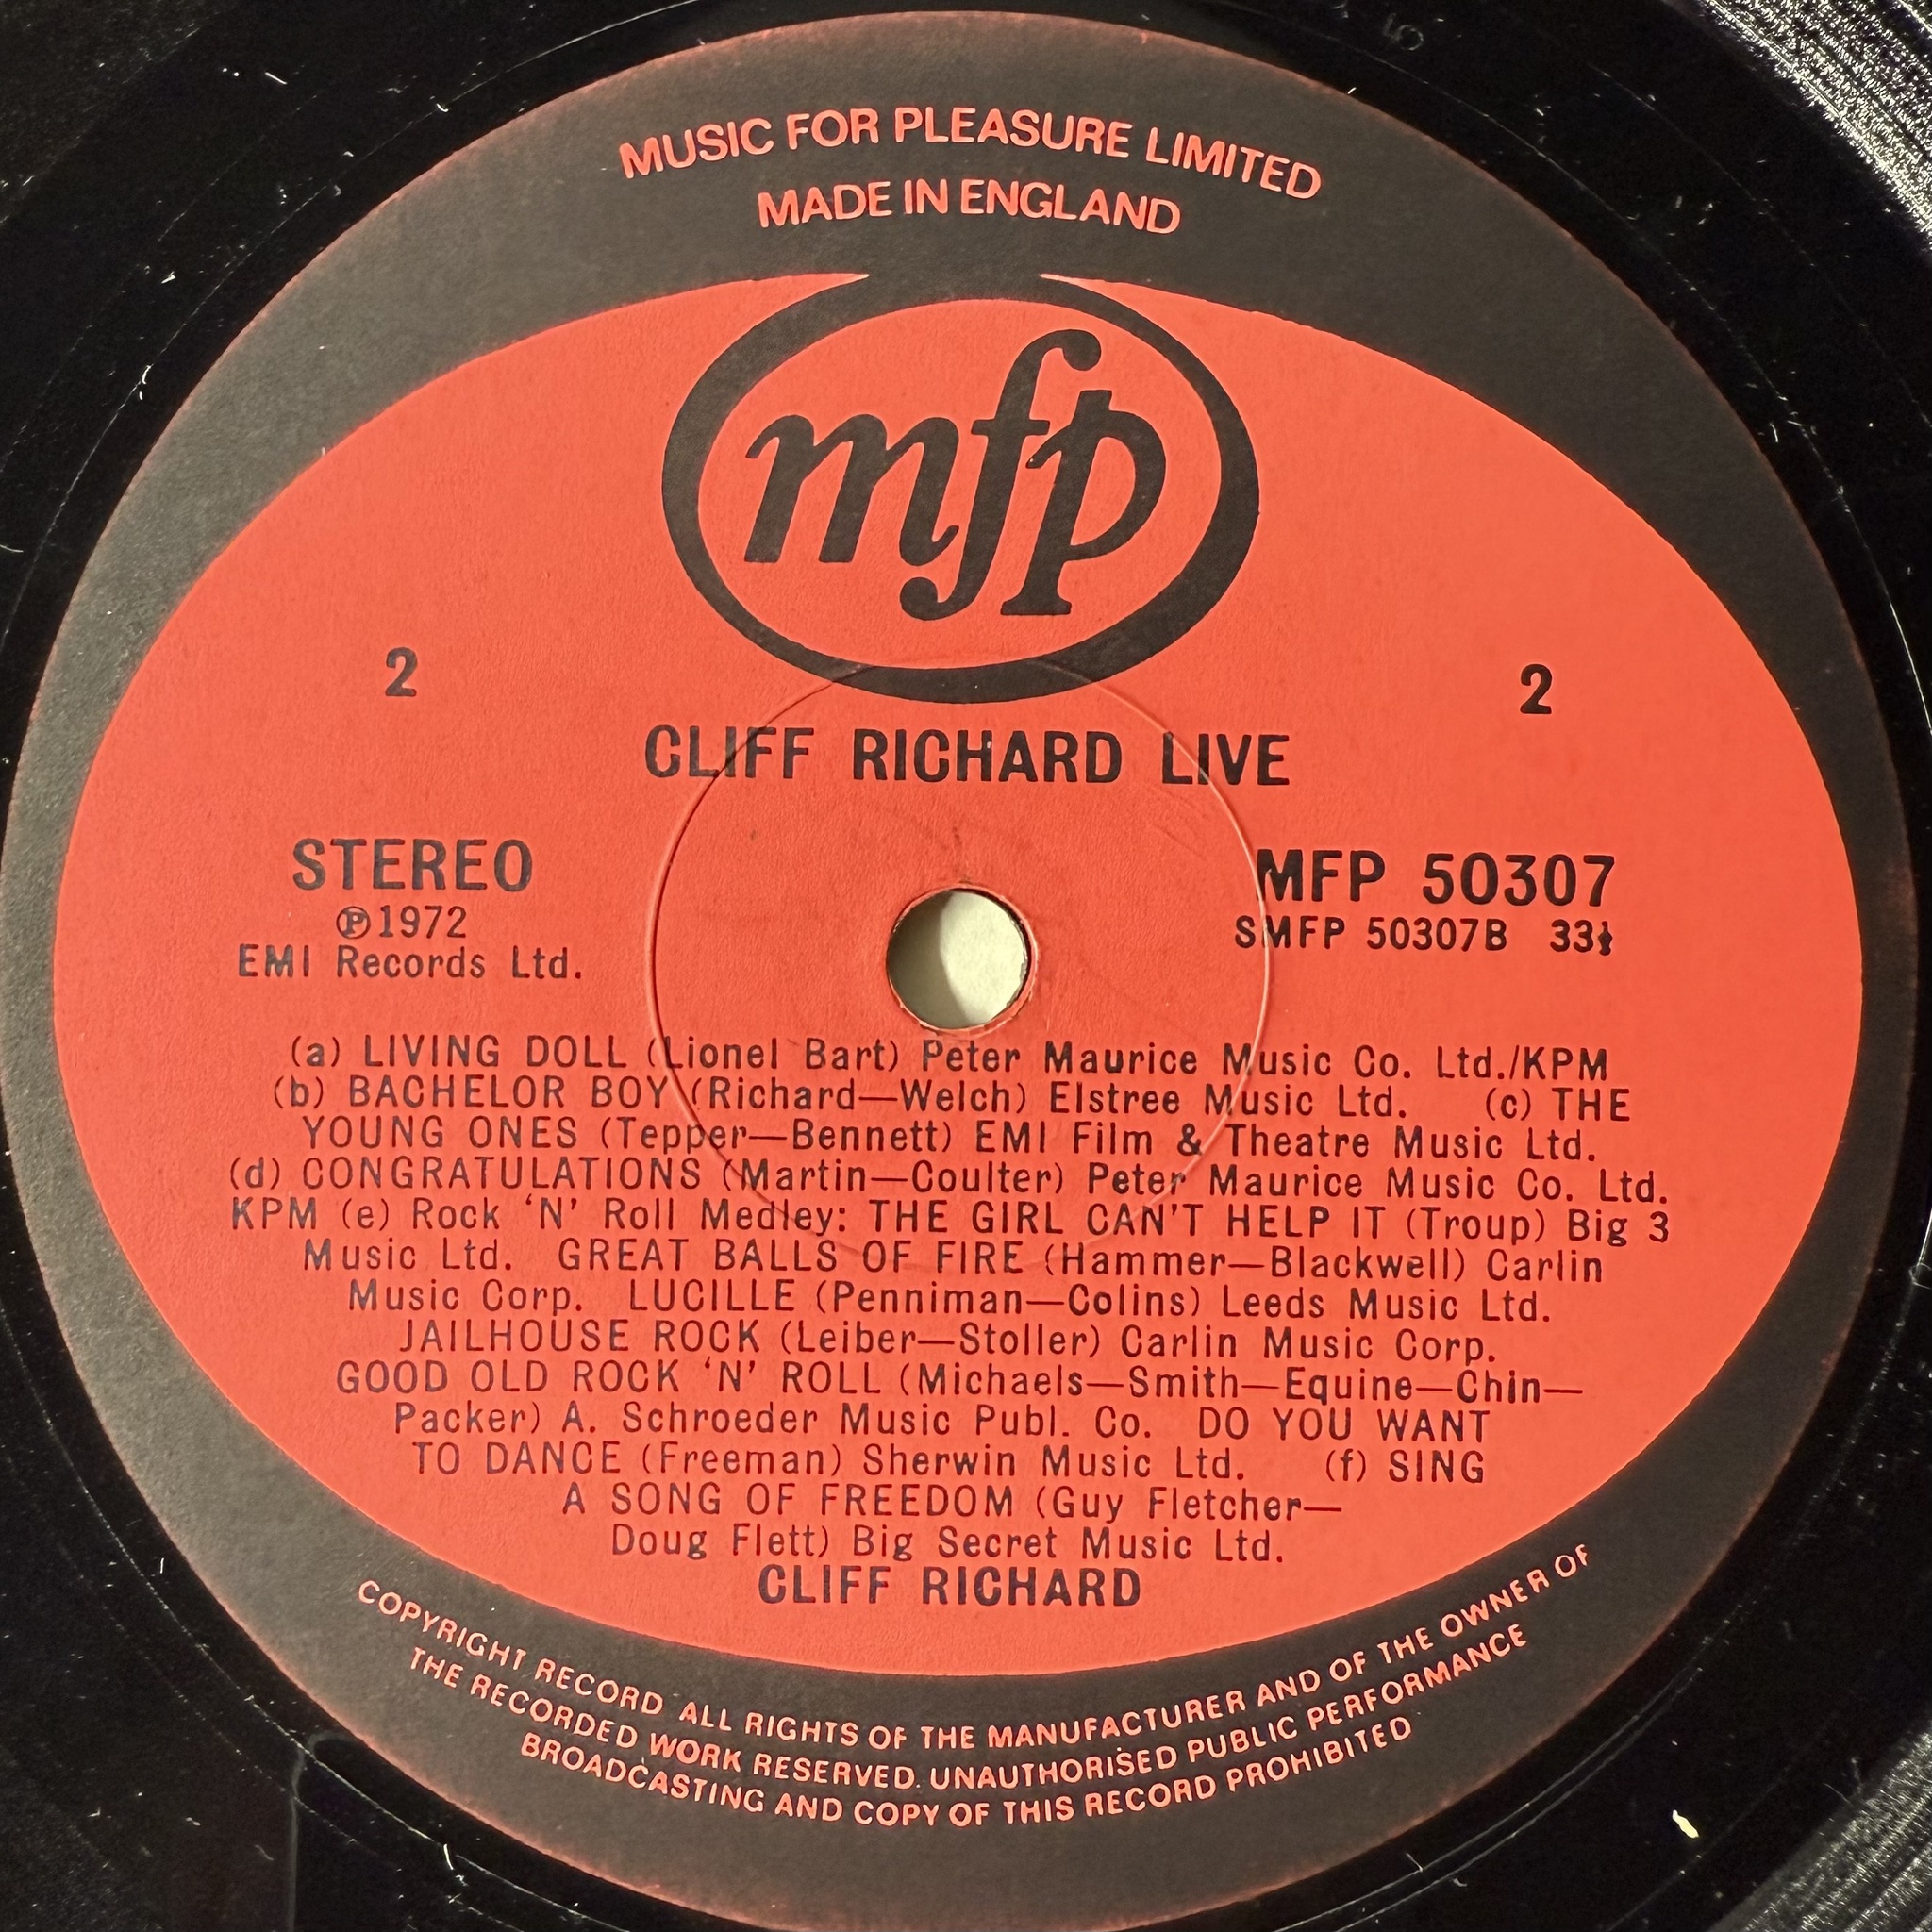 MUSIC FOR PLEASURE LIMITED
MADE IN ENGLAND
mfp
2 2
CLIFF RICHARD LIVE
STEREO MFP 50307
℗1972 SMFP 50307B 33⅓
EMI Records Ltd.
(a) LIVING DOLL (Lionel Bart) Peter Maurice Music Co. Ltd./KPM
(b) BACHELOR BOY (Richard—Welch) Elstree Music Ltd. (c) THE
YOUNG ONES (Tepper—Bennett) EMI Film & Theatre Music Ltd.
(d) CONGRATULATIONS (Martin—Coulter) Peter Maurice Music Co. Ltd.
KPM (e) Rock ‘N’ Roll Medley: THE GIRL CAN'T HELP IT (Troup) Big 3
Music Ltd. GREAT BALLS OF FIRE (Hammer—Blackwell) Carlin
Music Corp. LUCILLE (Penniman—Colins) Leeds Music Ltd.
JAILHOUSE ROCK (Leiber—Stoller) Carlin Music Corp.
GOOD OLD ROCK ‘N’ ROLL (Michaels—Smith—Equine—Chin—
Packer) A. Schroeder Music Publ. Co. DO YOU WANT
TO DANCE (Freeman) Sherwin Music Ltd. (f) SING
A SONG OF FREEDOM (Guy Fletcher—
Doug Flett) Big Secret Music Ltd.
CLIFF RICHARD
COPYRIGHT RECORD ALL RIGHTS OF THE MANUFACTURER AND OF THE OWNER OF
THE RECORDED WORK RESERVED. UNAUTHORISED PUBLIC PERFORMANCE
BROADCASTING AND COPY OF THIS RECORD PROHIBITED